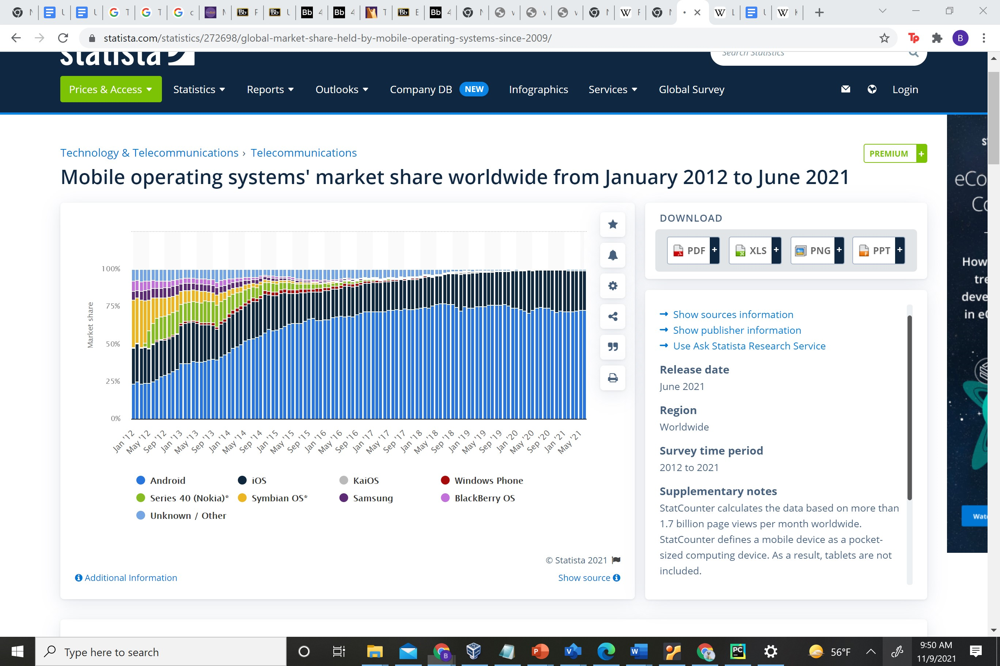 statista.com/statistics/272698/global-market-share-held-by-mobile-operating-systems-since-2009/
B
statista
Search Statistics
Prices & Access Statistics Reports Outlooks Company DB NEW Infographics Services Global Survey Login
Technology & Telecommunications › Telecommunications
PREMIUM +
Mobile operating systems' market share worldwide from January 2012 to June 2021
Market share
100%
75%
50%
25%
0%
Jan '12 May '12 Sep '12 Jan '13 May '13 Sep '13 Jan '14 May '14 Sep '14 Jan '15 May '15 Sep '15 Jan '16 May '16 Sep '16 Jan '17 May '17 Sep '17 Jan '18 May '18 Sep '18 Jan '19 May '19 Sep '19 Jan '20 May '20 Sep '20 Jan '21 May '21
Android iOS KaiOS Windows Phone
Series 40 (Nokia)* Symbian OS* Samsung BlackBerry OS
Unknown / Other
© Statista 2021
Additional Information Show source
DOWNLOAD
PDF + XLS + PNG + PPT +
→ Show sources information
→ Show publisher information
→ Use Ask Statista Research Service
Release date
June 2021
Region
Worldwide
Survey time period
2012 to 2021
Supplementary notes
StatCounter calculates the data based on more than
1.7 billion page views per month worldwide.
StatCounter defines a mobile device as a pocket-
sized computing device. As a result, tablets are not
included.
eCo
Co
How
tre
deve
in eC
Type here to search
56°F
9:50 AM
11/9/2021